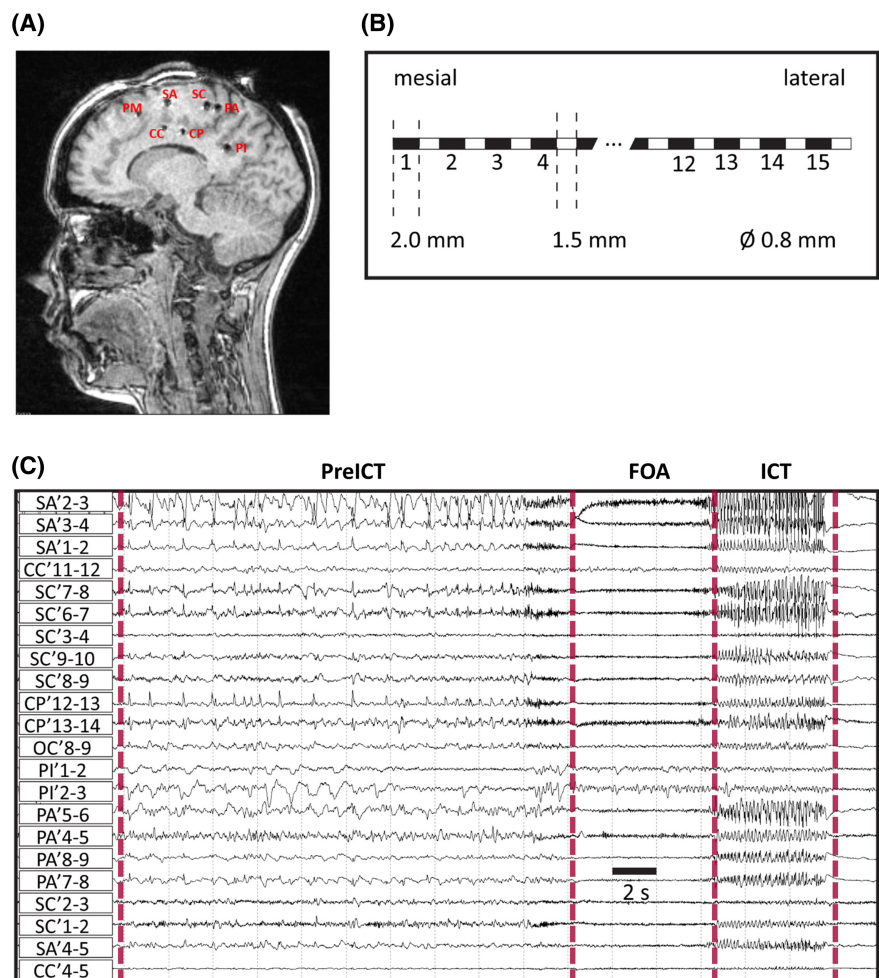 (A)
SA SC
PM PA
CC CP
PI
(B)
mesial lateral
1 2 3 4 ... 12 13 14 15
2.0 mm 1.5 mm Ø 0.8 mm
(C)
PreICT FOA ICT
SA'2-3
SA'3-4
SA'1-2
CC'11-12
SC'7-8
SC'6-7
SC'3-4
SC'9-10
SC'8-9
CP'12-13
CP'13-14
OC'8-9
PI'1-2
PI'2-3
PA'5-6
PA'4-5
PA'8-9
PA'7-8
2 s
SC'2-3
SC'1-2
SA'4-5
CC'4-5